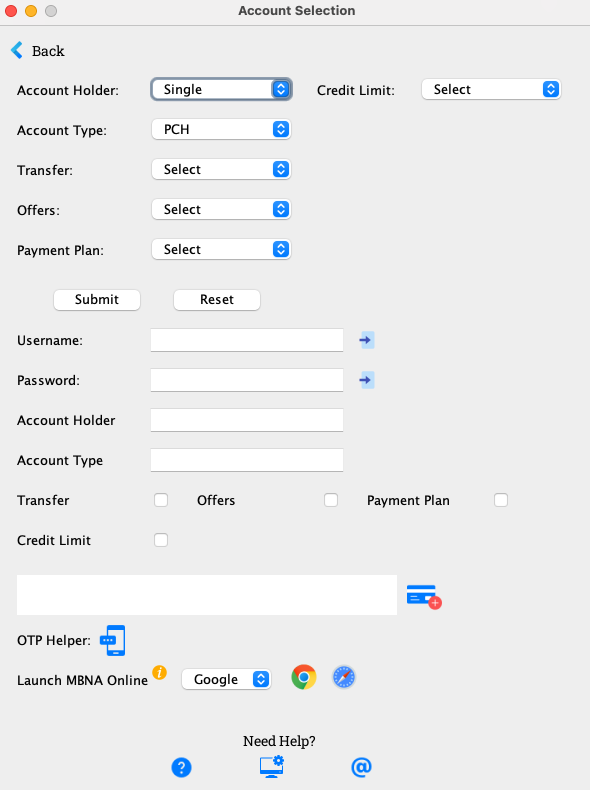 Account Selection
Back
Account Holder: Single Credit Limit: Select
Account Type: PCH
Transfer: Select
Offers: Select
Payment Plan: Select
Submit Reset
Username:
Password:
Account Holder
Account Type
Transfer Offers Payment Plan
Credit Limit
OTP Helper:
Launch MBNA Online i Google
Need Help?
? @